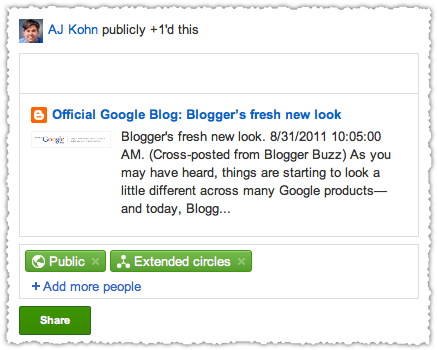 AJ Kohn publicly +1'd this
Official Google Blog: Blogger's fresh new look
Google
Blogger's fresh new look. 8/31/2011 10:05:00
AM. (Cross-posted from Blogger Buzz) As you
may have heard, things are starting to look a
little different across many Google products—
and today, Blogg...
Public ×
Extended circles ×
+ Add more people
Share